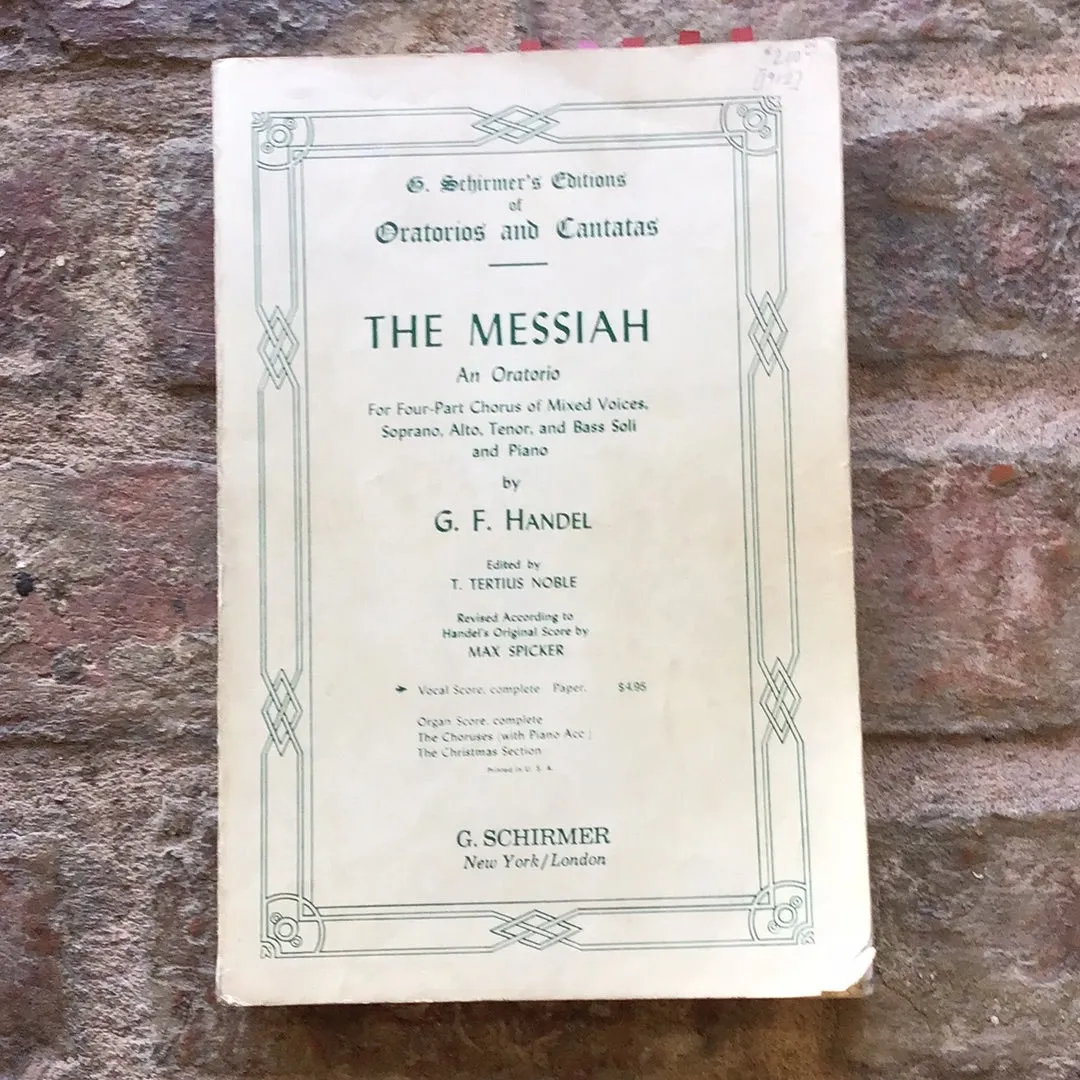 G. Schirmer's Editions
of
Oratorios and Cantatas
THE MESSIAH
An Oratorio
For Four-Part Chorus of Mixed Voices,
Soprano, Alto, Tenor, and Bass Soli
and Piano
by
G. F. HANDEL
Edited by
T. TERTIUS NOBLE
Revised According to
Handel's Original Score by
MAX SPICKER
Vocal Score, complete Paper, $4.95
Organ Score, complete
The Choruses (with Piano Acc.)
The Christmas Section
Printed in U. S. A.
G. SCHIRMER
New York/London